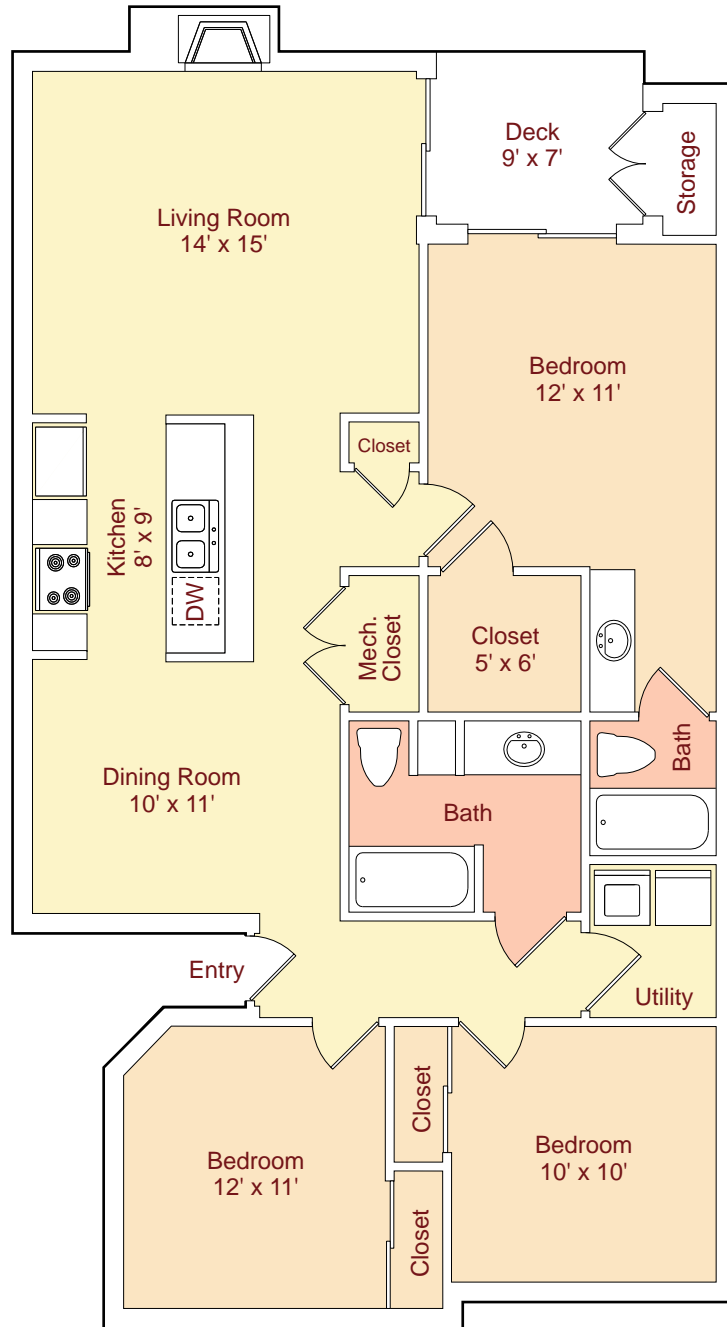 Deck
9' x 7'
Storage
Living Room
14' x 15'
Bedroom
12' x 11'
Closet
Kitchen
8' x 9'
DW
Mech.
Closet
Closet
5' x 6'
Bath
Dining Room
10' x 11'
Bath
Entry
Utility
Closet
Bedroom
10' x 10'
Bedroom
12' x 11'
Closet